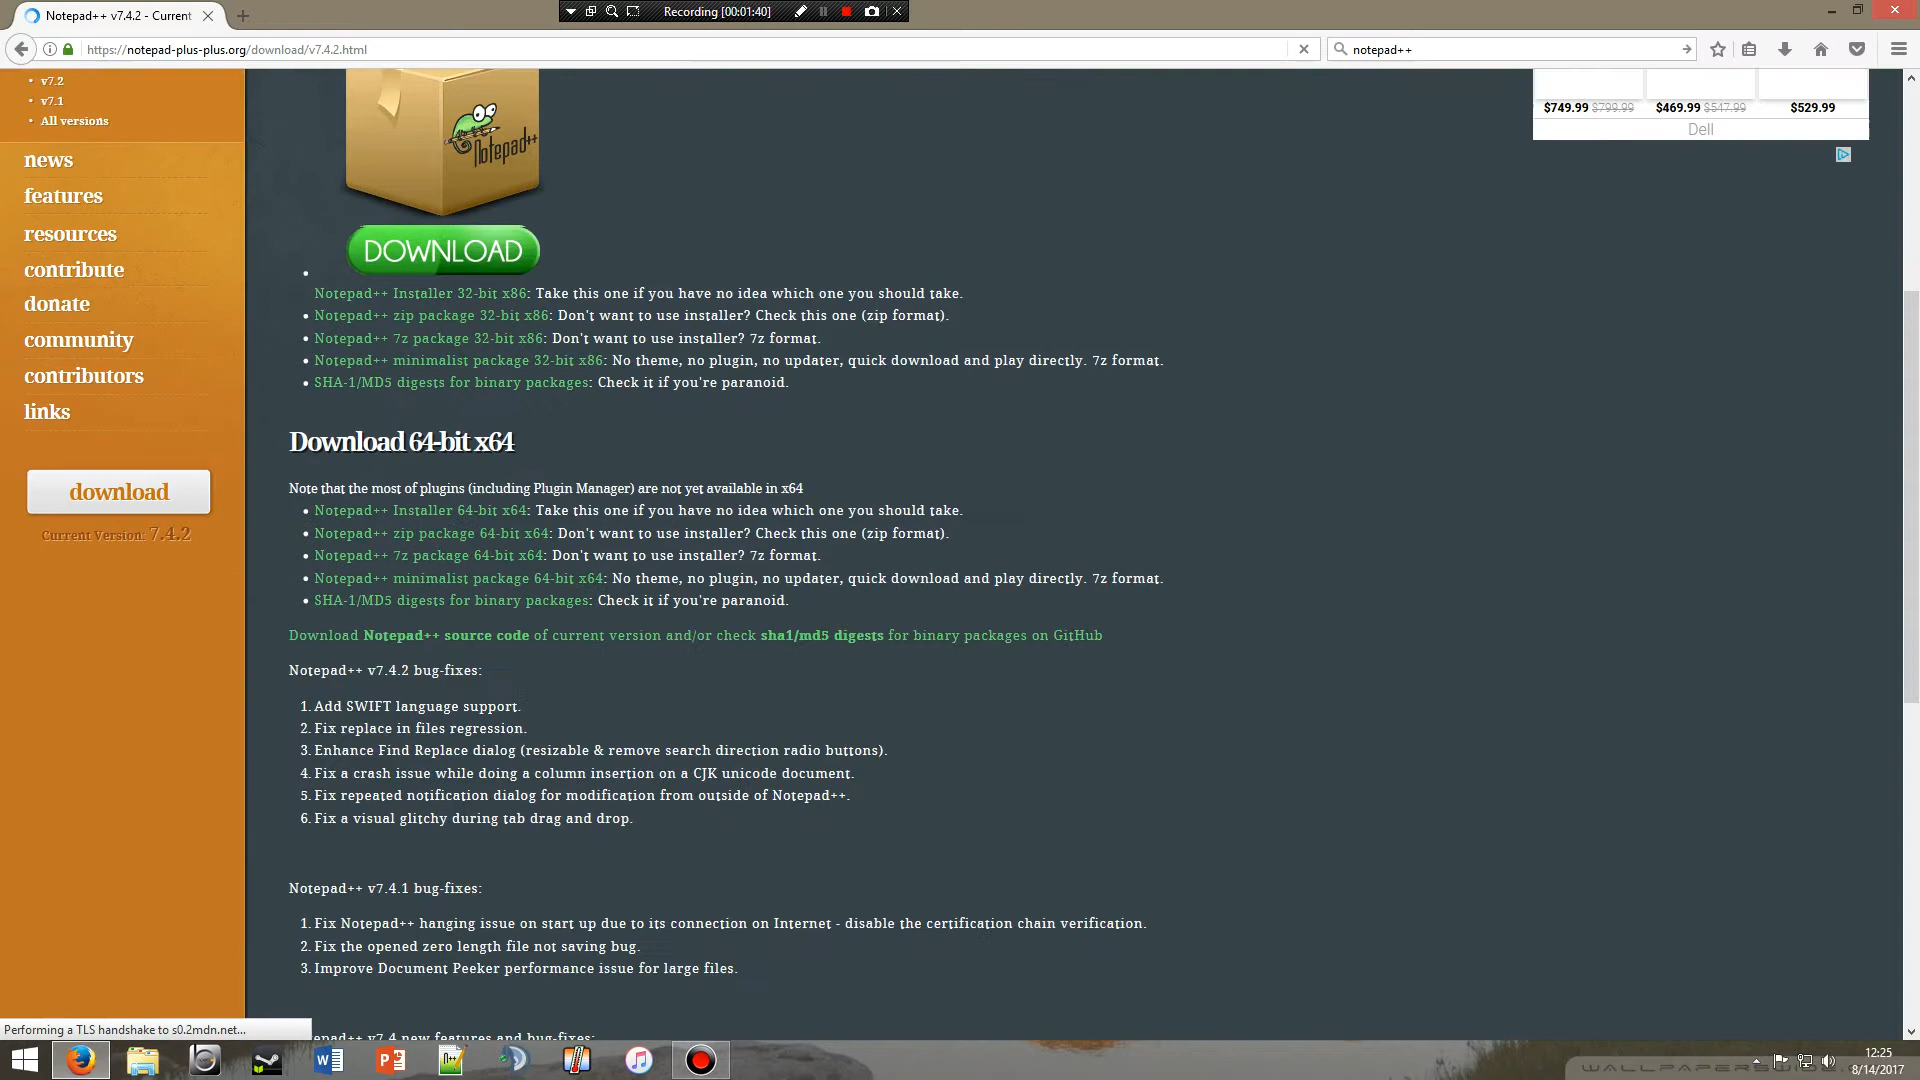 Notepad++ v7.4.2 - Current
Recording [00:01:40]
https://notepad-plus-plus.org/download/v7.4.2.html
notepad++
v7.2
v7.1
All versions
news
features
resources
contribute
donate
community
contributors
links
download
Current Version: 7.4.2
Notepad++
DOWNLOAD
$749.99 $799.99 $469.99 $547.99 $529.99
Dell
Notepad++ Installer 32-bit x86: Take this one if you have no idea which one you should take.
Notepad++ zip package 32-bit x86: Don't want to use installer? Check this one (zip format).
Notepad++ 7z package 32-bit x86: Don't want to use installer? 7z format.
Notepad++ minimalist package 32-bit x86: No theme, no plugin, no updater, quick download and play directly. 7z format.
SHA-1/MD5 digests for binary packages: Check it if you're paranoid.
Download 64-bit x64
Note that the most of plugins (including Plugin Manager) are not yet available in x64
Notepad++ Installer 64-bit x64: Take this one if you have no idea which one you should take.
Notepad++ zip package 64-bit x64: Don't want to use installer? Check this one (zip format).
Notepad++ 7z package 64-bit x64: Don't want to use installer? 7z format.
Notepad++ minimalist package 64-bit x64: No theme, no plugin, no updater, quick download and play directly. 7z format.
SHA-1/MD5 digests for binary packages: Check it if you're paranoid.
Download Notepad++ source code of current version and/or check sha1/md5 digests for binary packages on GitHub
Notepad++ v7.4.2 bug-fixes:
1. Add SWIFT language support.
2. Fix replace in files regression.
3. Enhance Find Replace dialog (resizable & remove search direction radio buttons).
4. Fix a crash issue while doing a column insertion on a CJK unicode document.
5. Fix repeated notification dialog for modification from outside of Notepad++.
6. Fix a visual glitchy during tab drag and drop.
Notepad++ v7.4.1 bug-fixes:
1. Fix Notepad++ hanging issue on start up due to its connection on Internet - disable the certification chain verification.
2. Fix the opened zero length file not saving bug.
3. Improve Document Peeker performance issue for large files.
v7.4 new features and bug-fixes:
Performing a TLS handshake to s0.2mdn.net...
12:25
8/14/2017